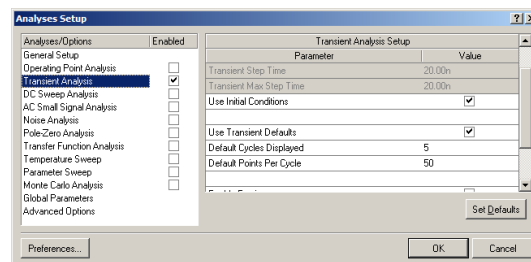 Analyses Setup
Analyses/Options Enabled
General Setup
Operating Point Analysis
Transient Analysis
DC Sweep Analysis
AC Small Signal Analysis
Noise Analysis
Pole-Zero Analysis
Transfer Function Analysis
Temperature Sweep
Parameter Sweep
Monte Carlo Analysis
Global Parameters
Advanced Options
Transient Analysis Setup
Parameter Value
Transient Step Time 20.00n
Transient Max Step Time 20.00n
Use Initial Conditions
Use Transient Defaults
Default Cycles Displayed 5
Default Points Per Cycle 50
Set Defaults
Preferences... OK Cancel